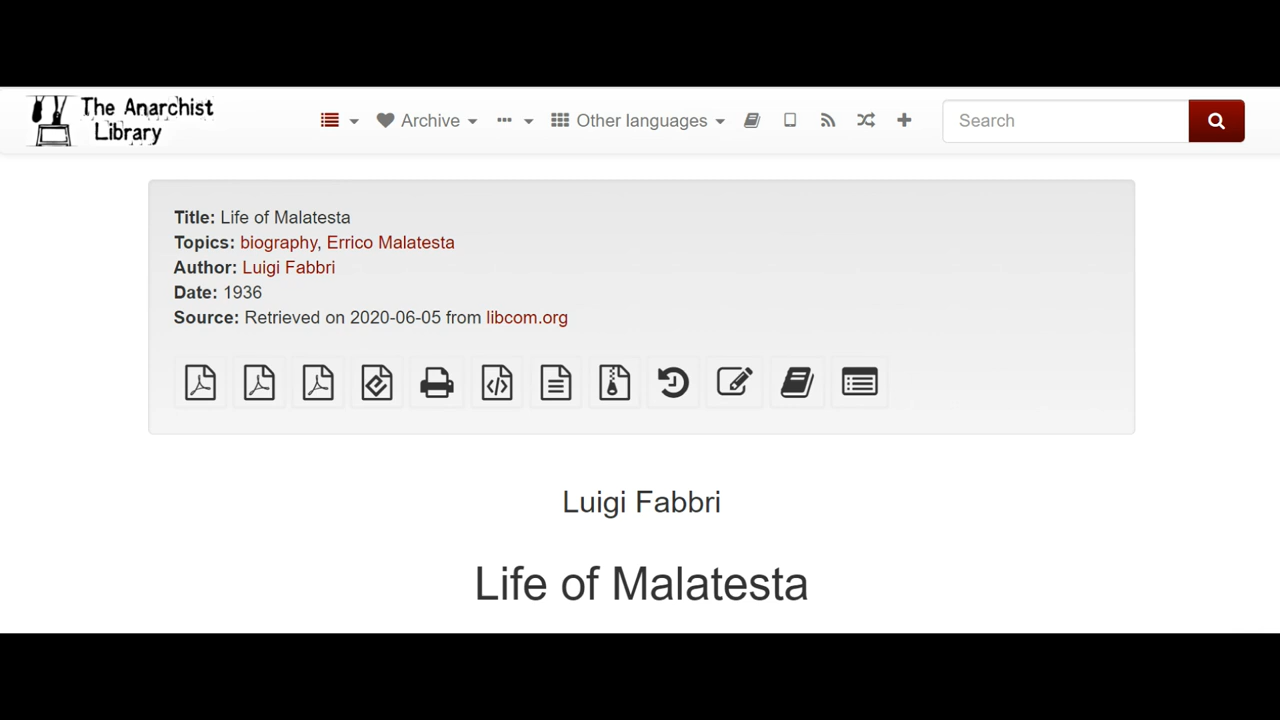 The Anarchist
Library
Archive
Other languages
Search
Title: Life of Malatesta
Topics: biography, Errico Malatesta
Author: Luigi Fabbri
Date: 1936
Source: Retrieved on 2020-06-05 from libcom.org
Luigi Fabbri
Life of Malatesta